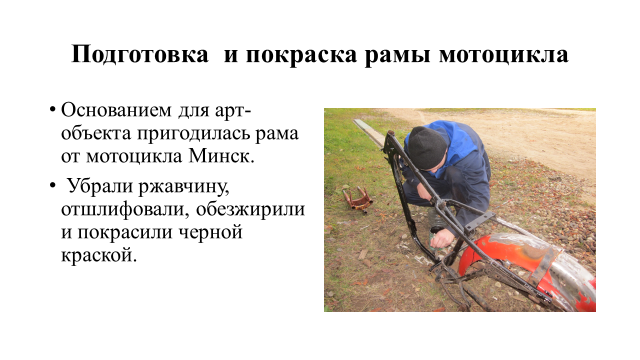 Подготовка и покраска рамы мотоцикла
• Основанием для арт-
объекта пригодилась рама
от мотоцикла Минск.
• Убрали ржавчину,
отшлифовали, обезжирили
и покрасили черной
краской.